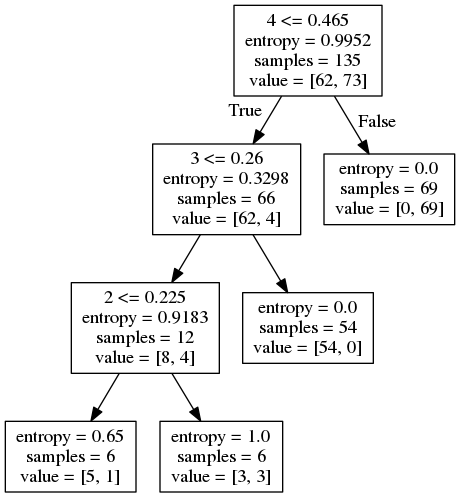 4 <= 0.465
entropy = 0.9952
samples = 135
value = [62, 73]
True
False
3 <= 0.26
entropy = 0.3298
samples = 66
value = [62, 4]
entropy = 0.0
samples = 69
value = [0, 69]
2 <= 0.225
entropy = 0.9183
samples = 12
value = [8, 4]
entropy = 0.0
samples = 54
value = [54, 0]
entropy = 0.65
samples = 6
value = [5, 1]
entropy = 1.0
samples = 6
value = [3, 3]